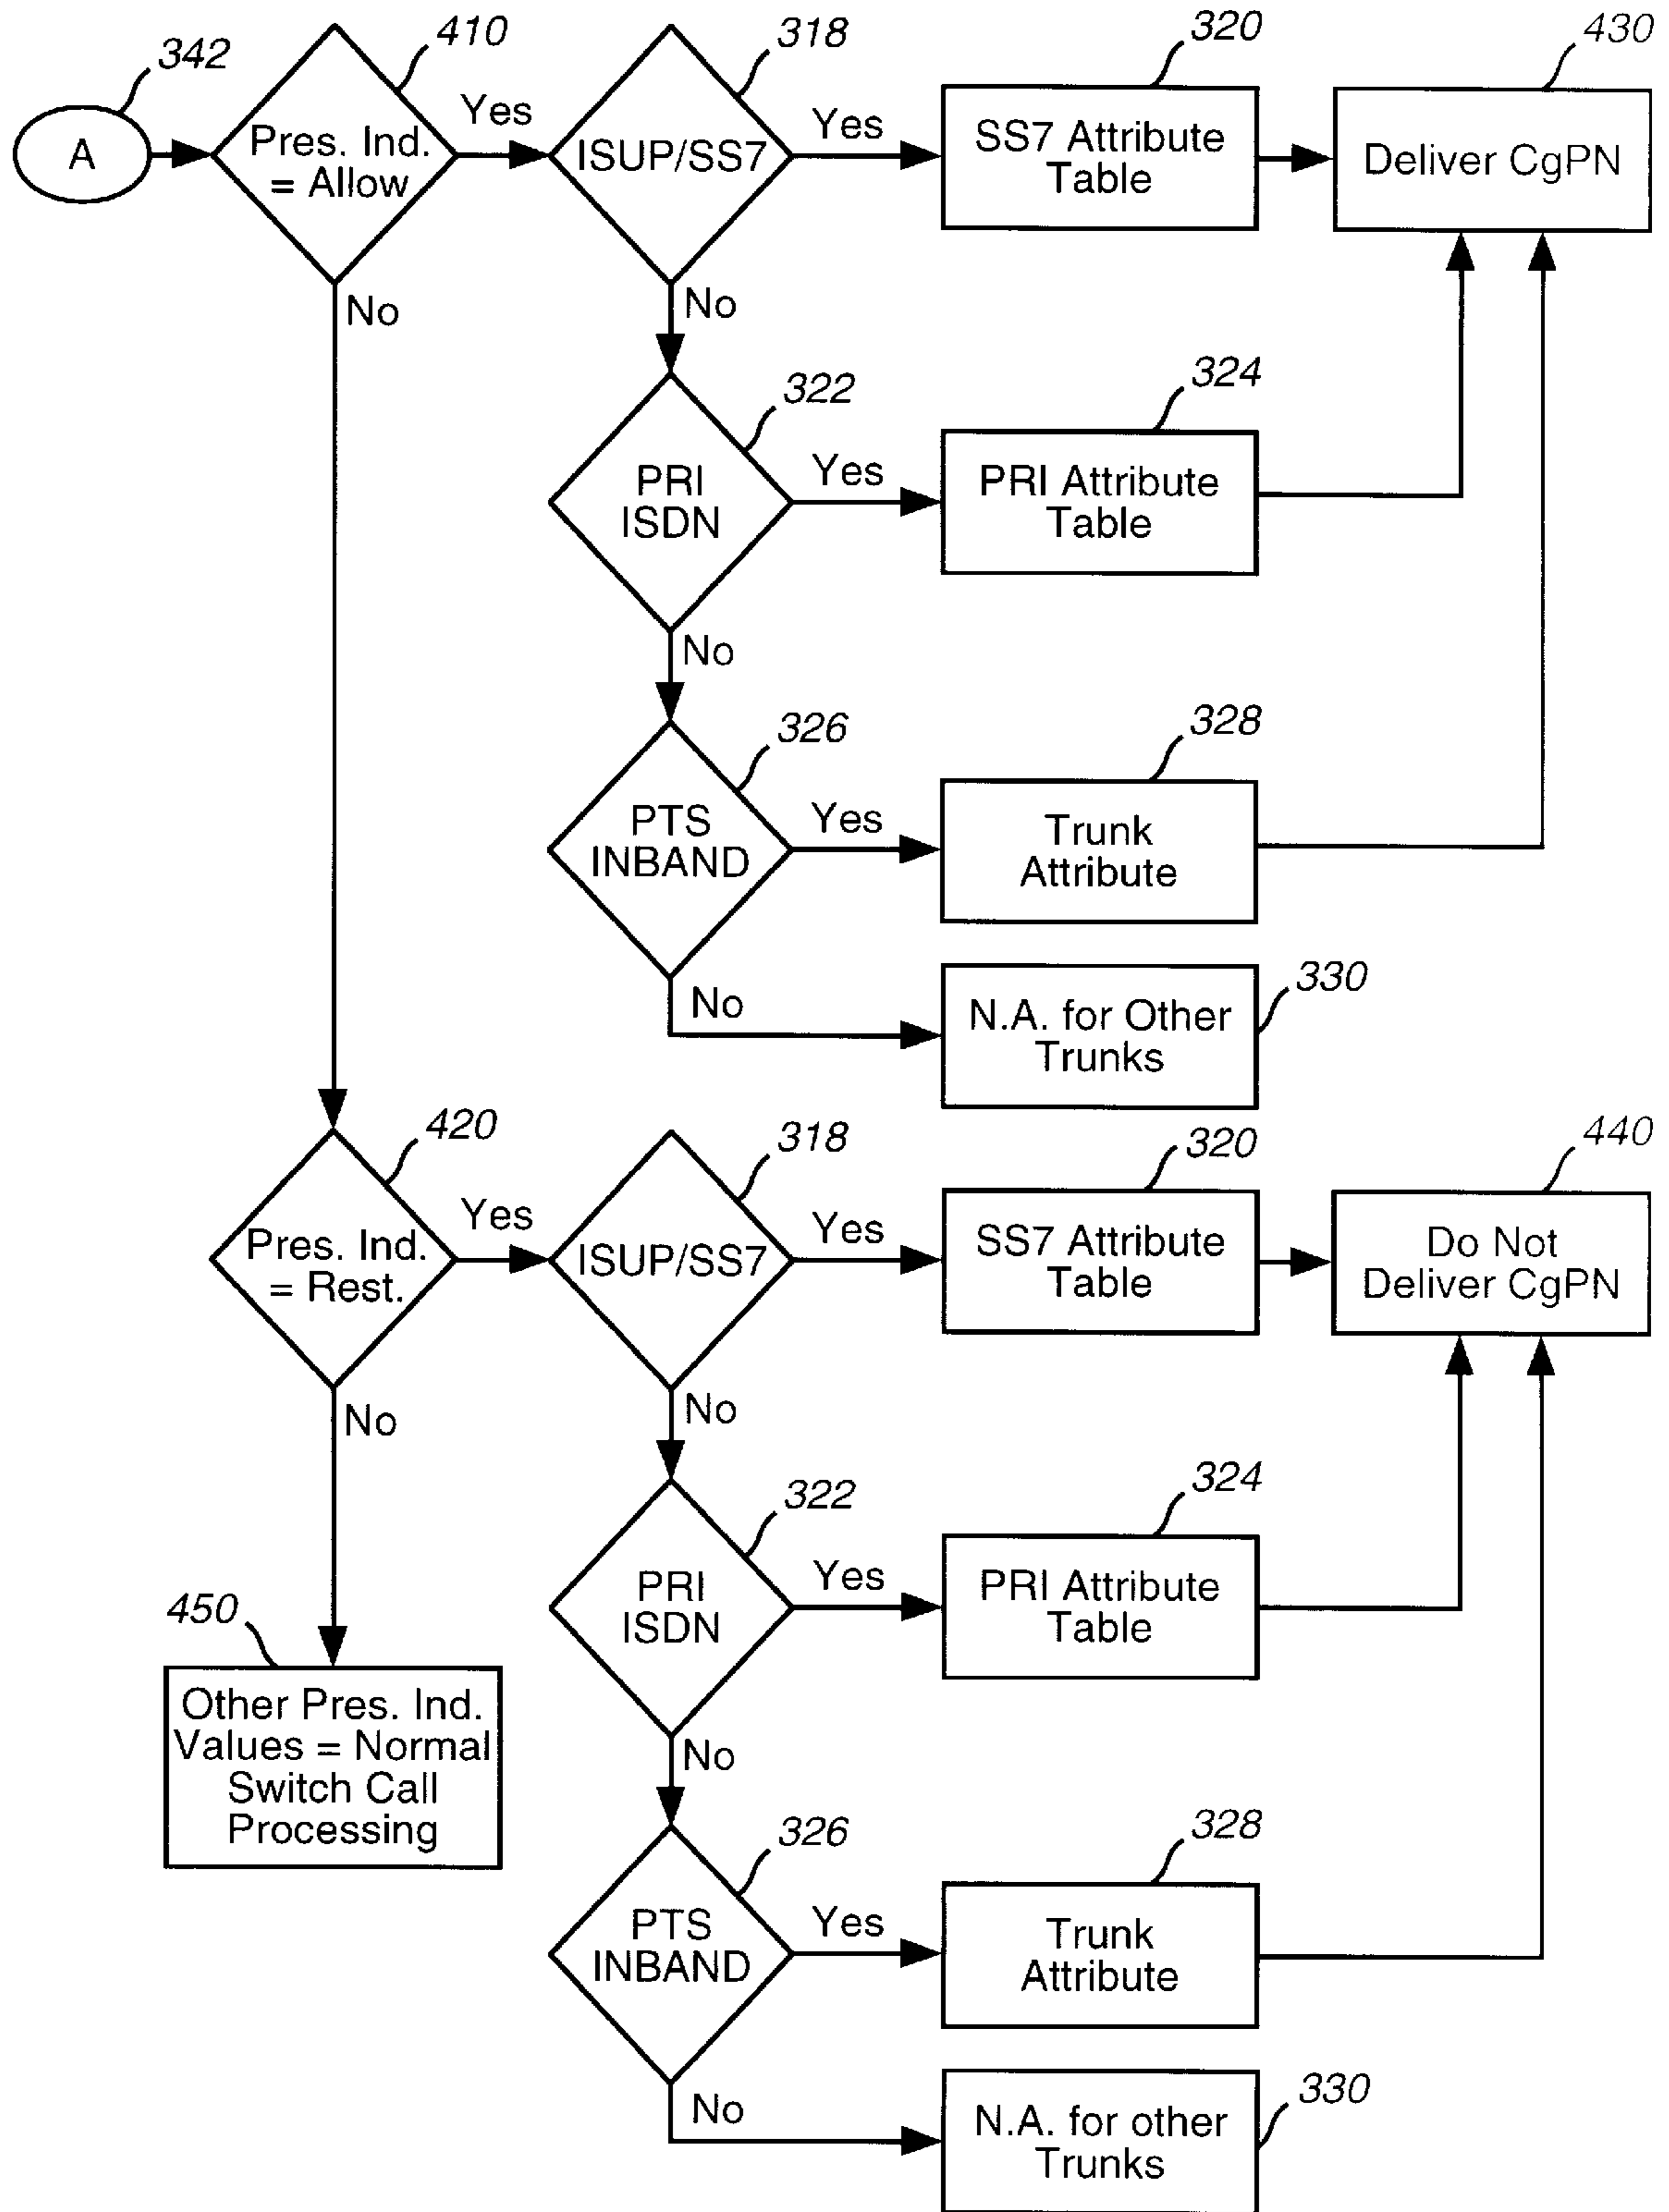 342
A
410
Pres. Ind.
= Allow
Yes
No
318
ISUP/SS7
Yes
No
320
SS7 Attribute
Table
430
Deliver CgPN
322
PRI
ISDN
Yes
No
324
PRI Attribute
Table
326
PTS
INBAND
Yes
No
328
Trunk
Attribute
330
N.A. for Other
Trunks
420
Pres. Ind.
= Rest.
Yes
No
318
ISUP/SS7
Yes
No
320
SS7 Attribute
Table
440
Do Not
Deliver CgPN
322
PRI
ISDN
Yes
No
324
PRI Attribute
Table
450
Other Pres. Ind.
Values = Normal
Switch Call
Processing
326
PTS
INBAND
Yes
No
328
Trunk
Attribute
330
N.A. for other
Trunks